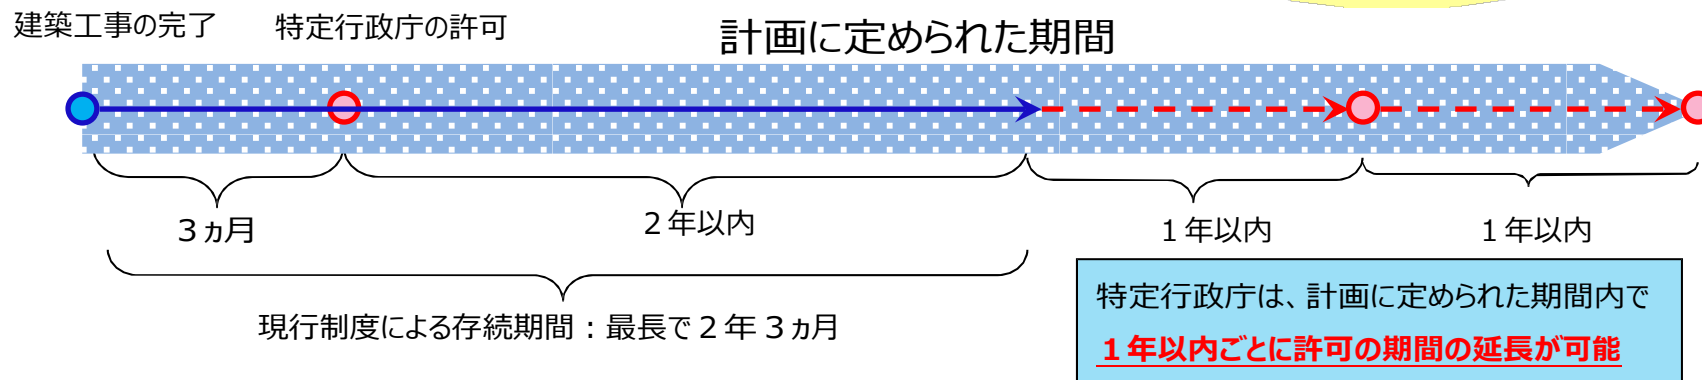 建築工事の完了
特定行政庁の許可
計画に定められた期間
３ヵ月
２年以内
１年以内
１年以内
現行制度による存続期間：最長で２年３ヵ月
特定行政庁は、計画に定められた期間内で
１年以内ごとに許可の期間の延長が可能